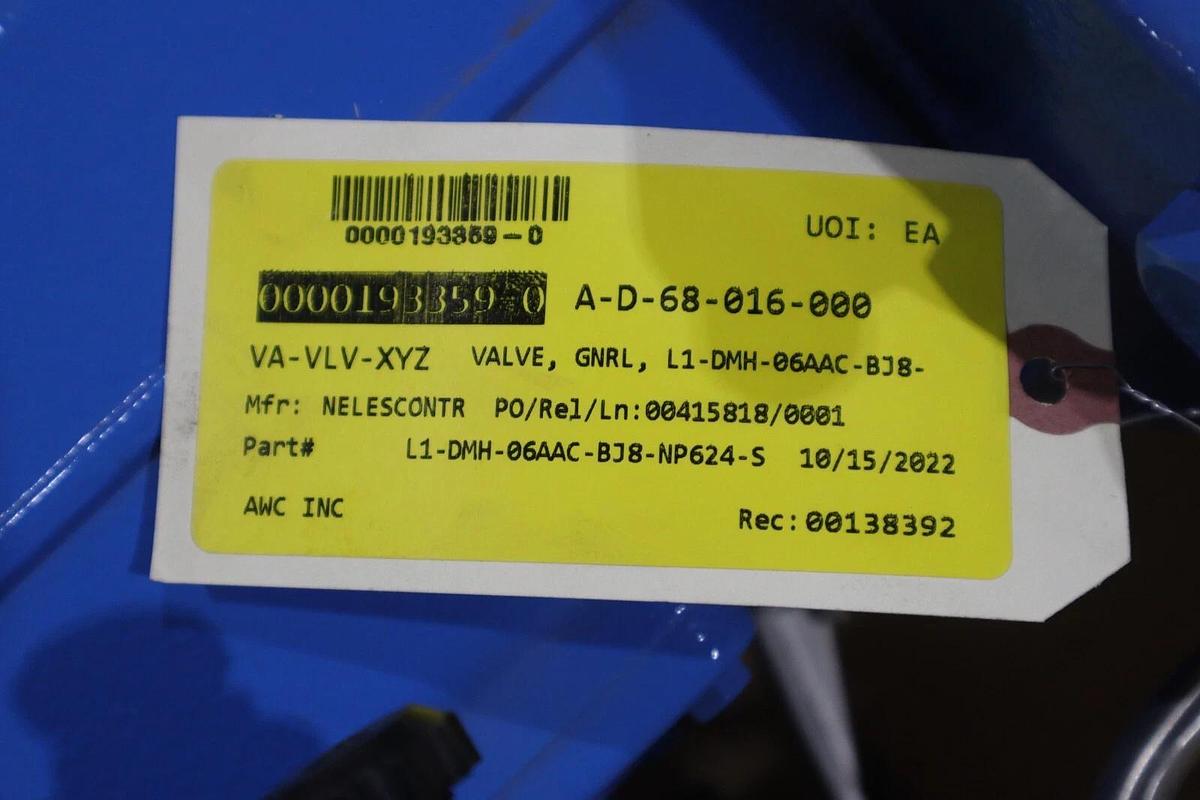 0000193359-0
UOI: EA
0000193359-0 A-D-68-016-000
VA-VLV-XYZ VALVE, GNRL, L1-DMH-06AAC-BJ8-
Mfr: NELESCONTR PO/Rel/Ln:00415818/0001
Part# L1-DMH-06AAC-BJ8-NP624-S 10/15/2022
AWC INC
Rec:00138392